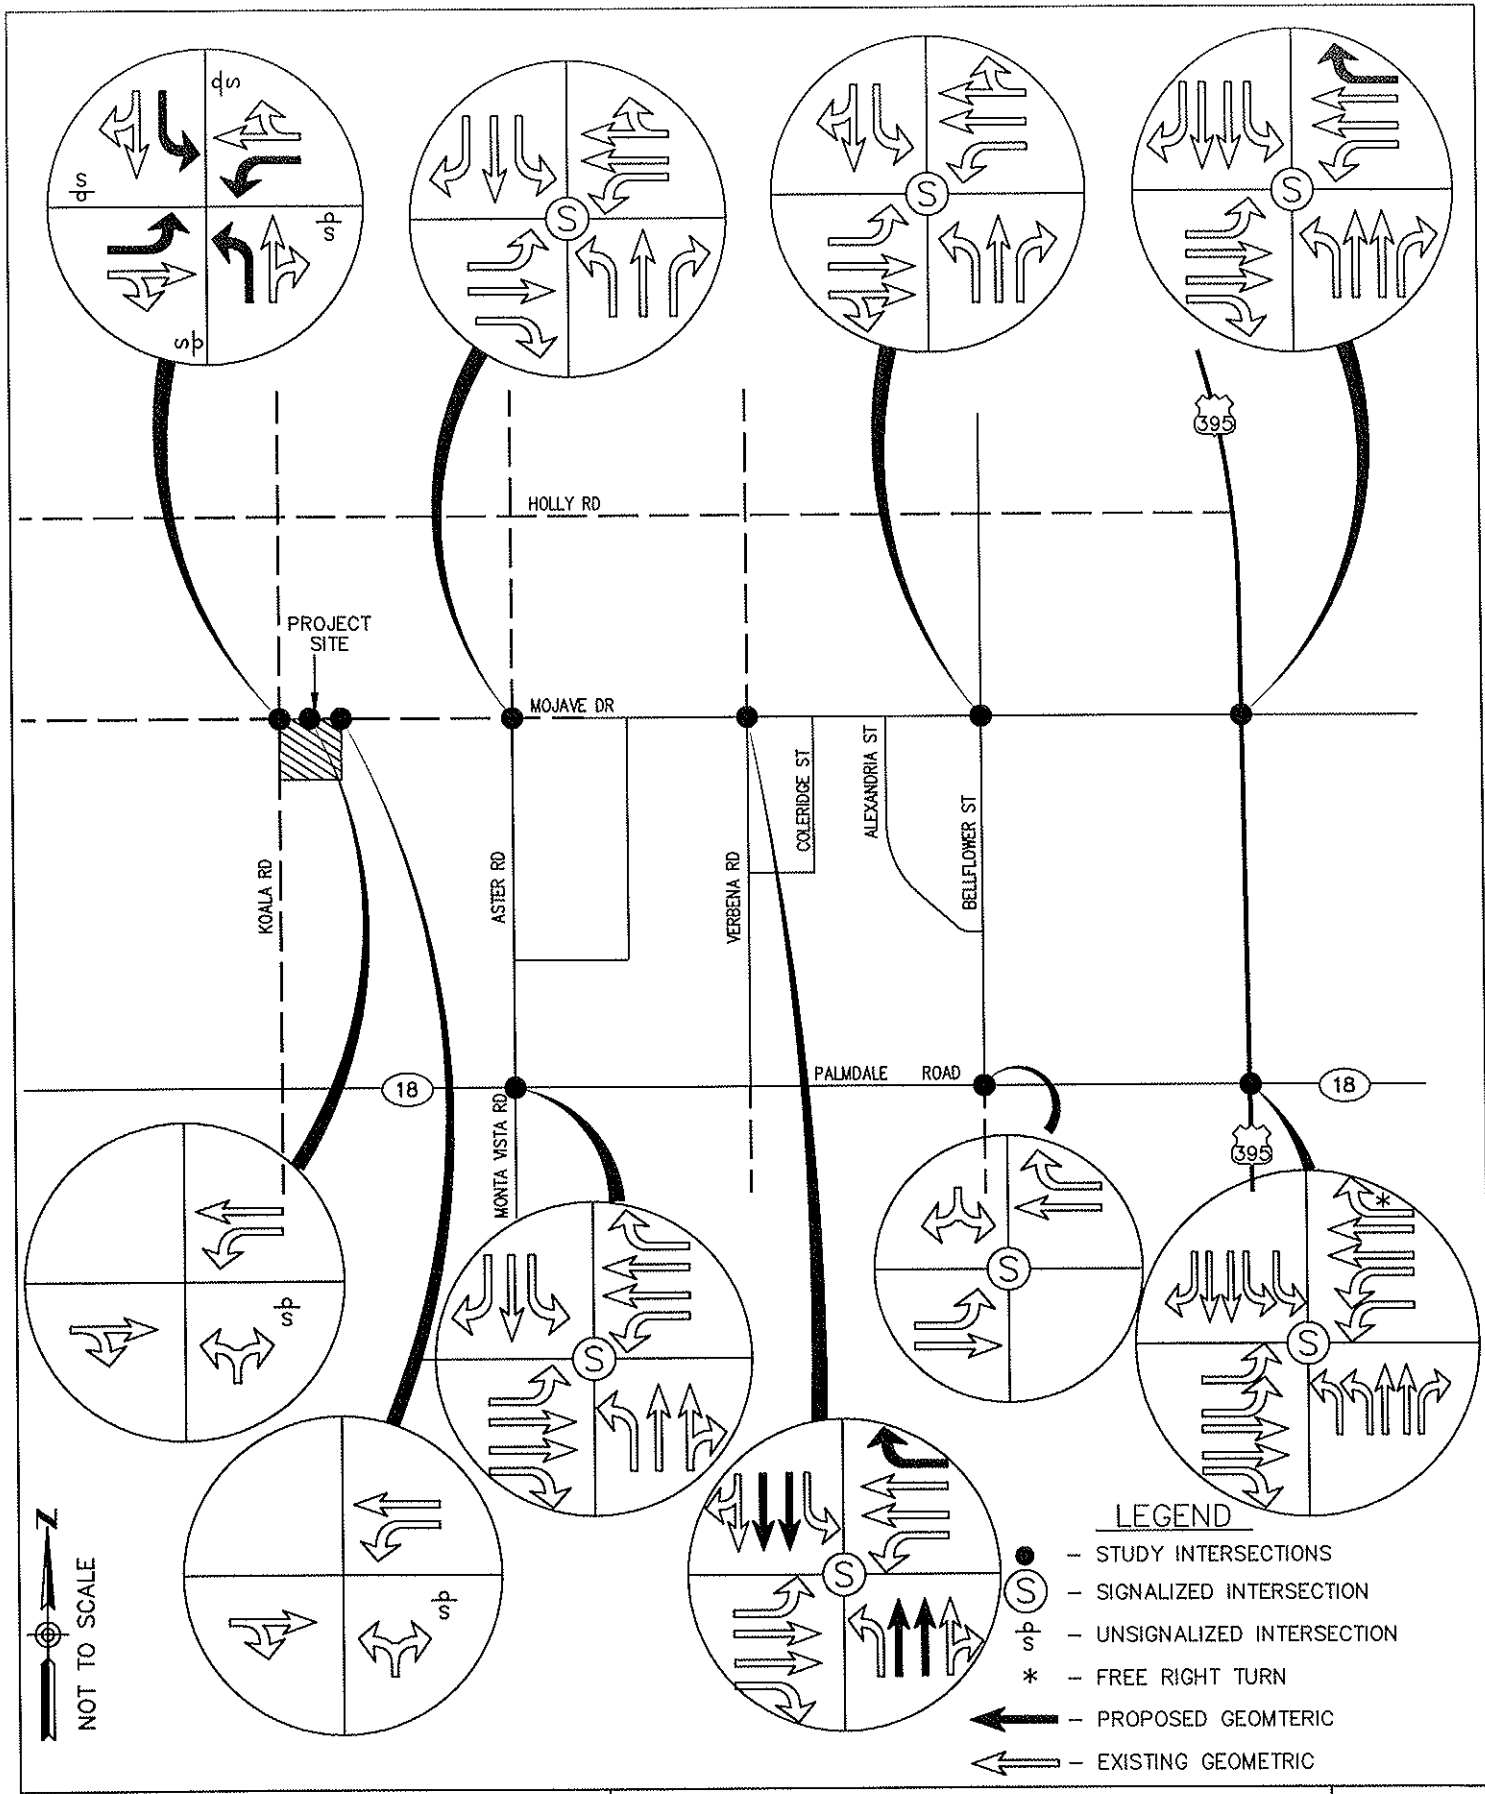 S
P
S
P
P
S
S
P
S
S
S
395
HOLLY RD
PROJECT
SITE
MOJAVE DR
COLERIDGE ST
ALEXANDRIA ST
BELLFLOWER ST
KOALA RD
ASTER RD
VERBENA RD
18
PALMDALE ROAD
18
MONTA VISTA RD
395
*
S
P
S
S
S
P
S
S
Z
NOT TO SCALE
LEGEND
- STUDY INTERSECTIONS
S - SIGNALIZED INTERSECTION
P
S - UNSIGNALIZED INTERSECTION
* - FREE RIGHT TURN
- PROPOSED GEOMTERIC
- EXISTING GEOMETRIC